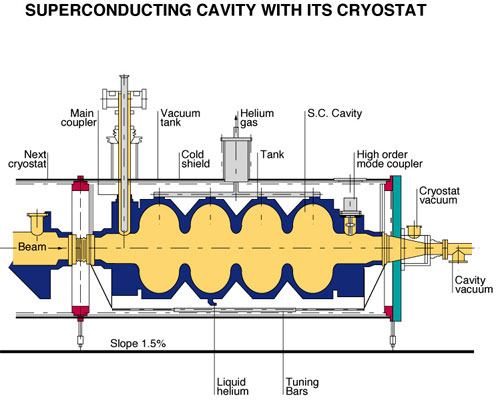 SUPERCONDUCTING CAVITY WITH ITS CRYOSTAT
Main
coupler
Vacuum
tank
Helium
gas
S.C. Cavity
Next
cryostat
Cold
shield
Tank
High order
mode coupler
Cryostat
vacuum
Beam
Cavity
vacuum
Slope 1.5%
Liquid
helium
Tuning
Bars